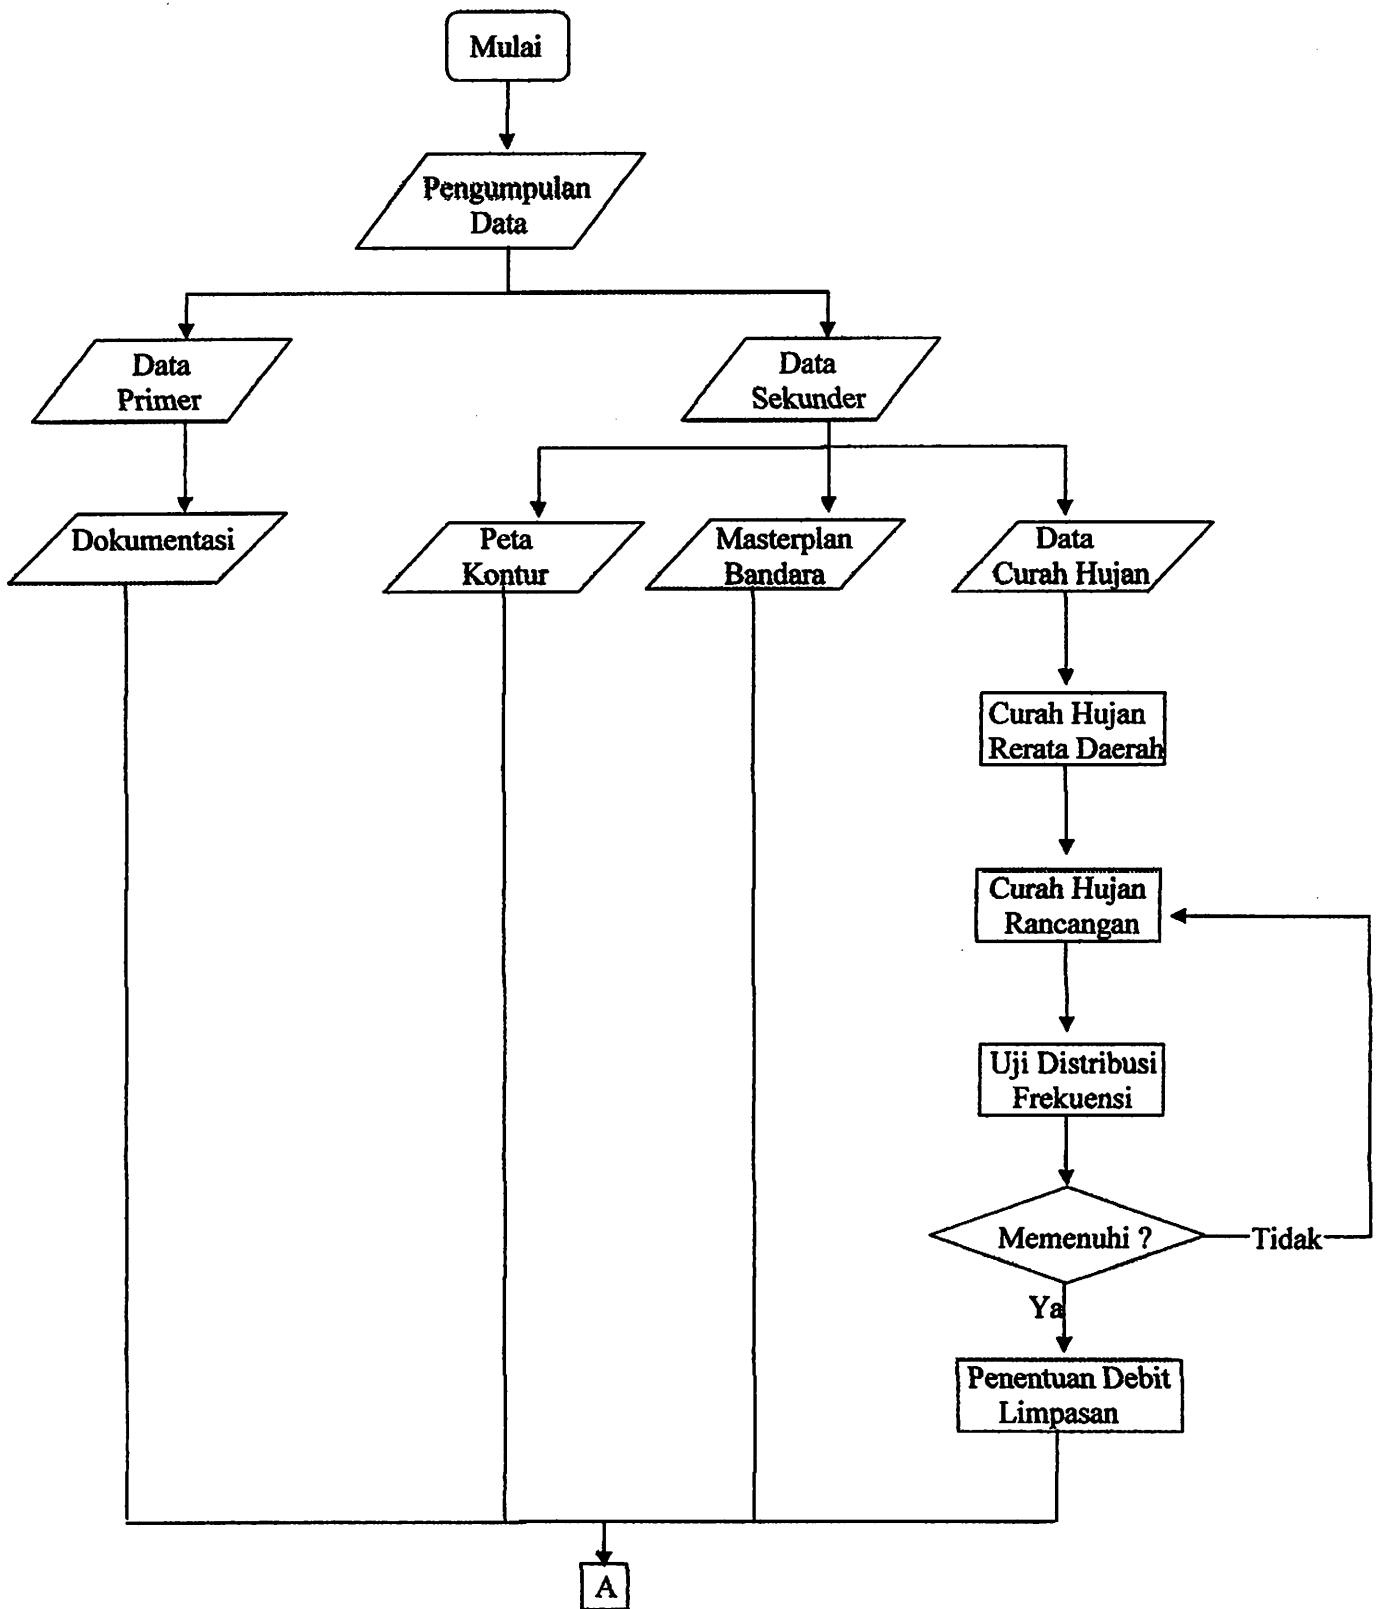 Mulai
Pengumpulan
Data
Data
Primer
Data
Sekunder
Dokumentasi
Peta
Kontur
Masterplan
Bandara
Data
Curah Hujan
Curah Hujan
Rerata Daerah
Curah Hujan
Rancangan
Uji Distribusi
Frekuensi
Memenuhi ?
Tidak
Ya
Penentuan Debit
Limpasan
A